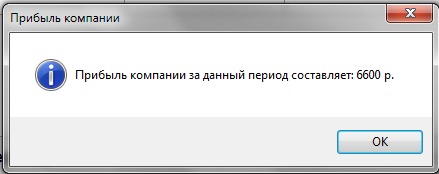 Прибыль компании
Прибыль компании за данный период составляет: 6600 р.
OK